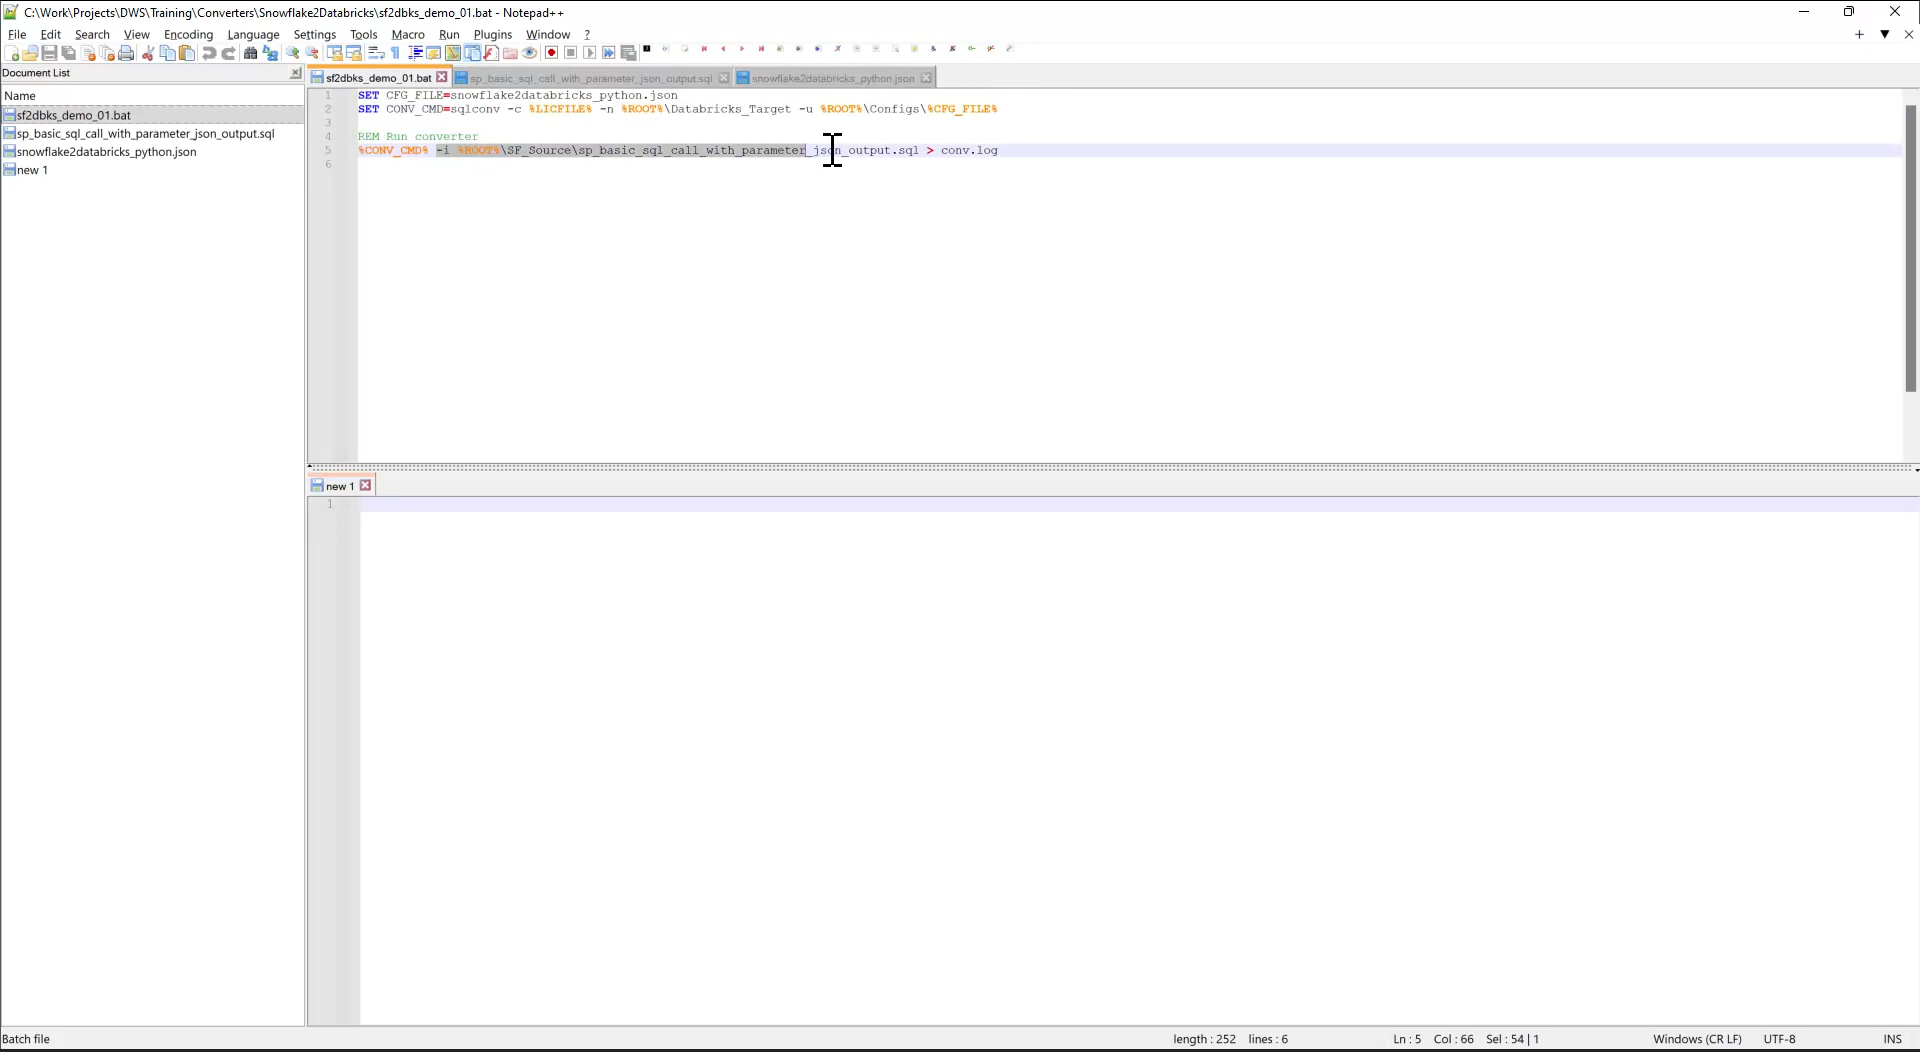 C:\Work\Projects\DWS\Training\Converters\Snowflake2Databricks\sf2dbks_demo_01.bat - Notepad++
File Edit Search View Encoding Language Settings Tools Macro Run Plugins Window ?
Document List
sf2dbks_demo_01.bat sp_basic_sql_call_with_parameter_json_output.sql snowflake2databricks_python.json
Name
sf2dbks_demo_01.bat
sp_basic_sql_call_with_parameter_json_output.sql
snowflake2databricks_python.json
new 1
1 SET CFG_FILE=snowflake2databricks_python.json
2 SET CONV_CMD=sqlconv -c %LICFILE% -n %ROOT%\Databricks_Target -u %ROOT%\Configs\%CFG_FILE%
3
4 REM Run converter
5 %CONV_CMD% -i %ROOT%\SF_Source\sp_basic_sql_call_with_parameter_json_output.sql > conv.log
6
new 1
1
Batch file length : 252 lines : 6 Ln : 5 Col : 66 Sel : 54 | 1 Windows (CR LF) UTF-8 INS